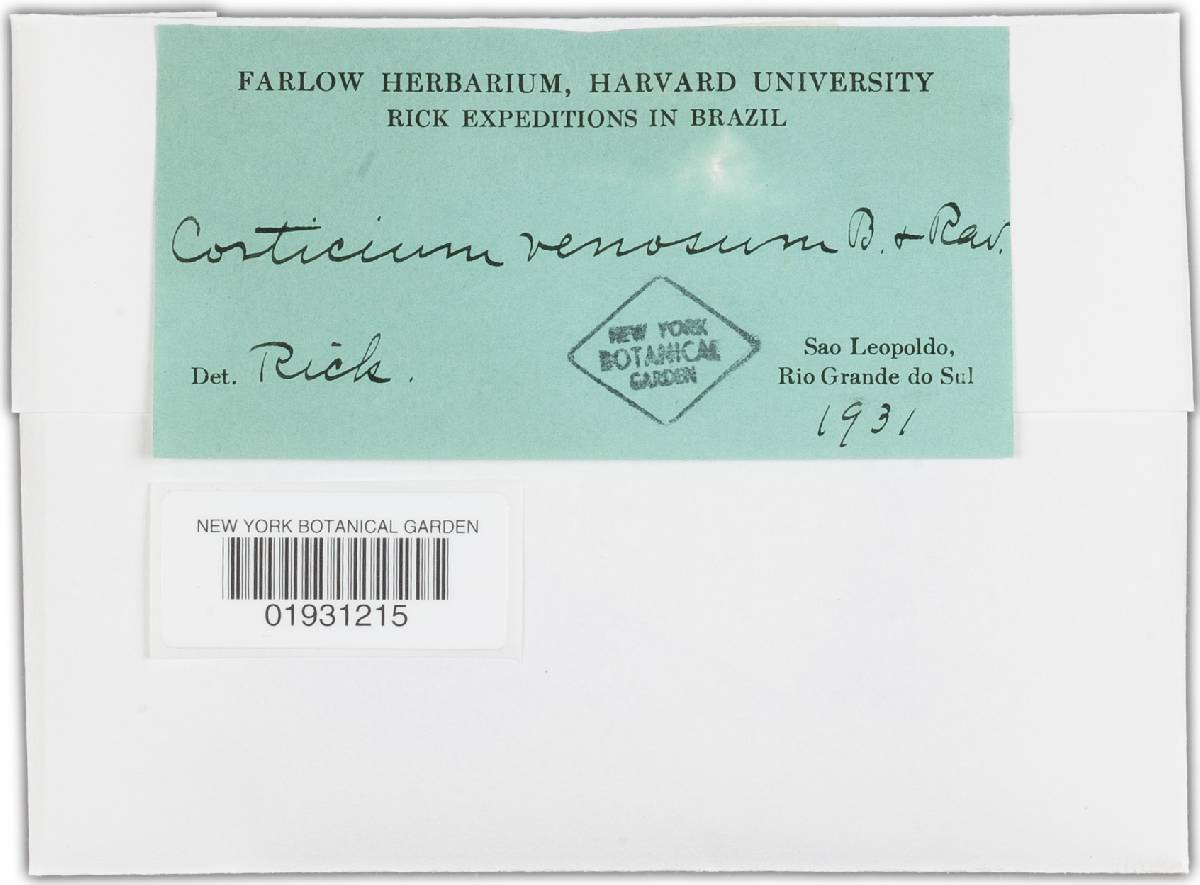 FARLOW HERBARIUM, HARVARD UNIVERSITY
RICK EXPEDITIONS IN BRAZIL
Corticium venosum B. & Rav.
Det. Rick.
NEW YORK
BOTANICAL
GARDEN
Sao Leopoldo,
Rio Grande do Sul
1931
NEW YORK BOTANICAL GARDEN
01931215